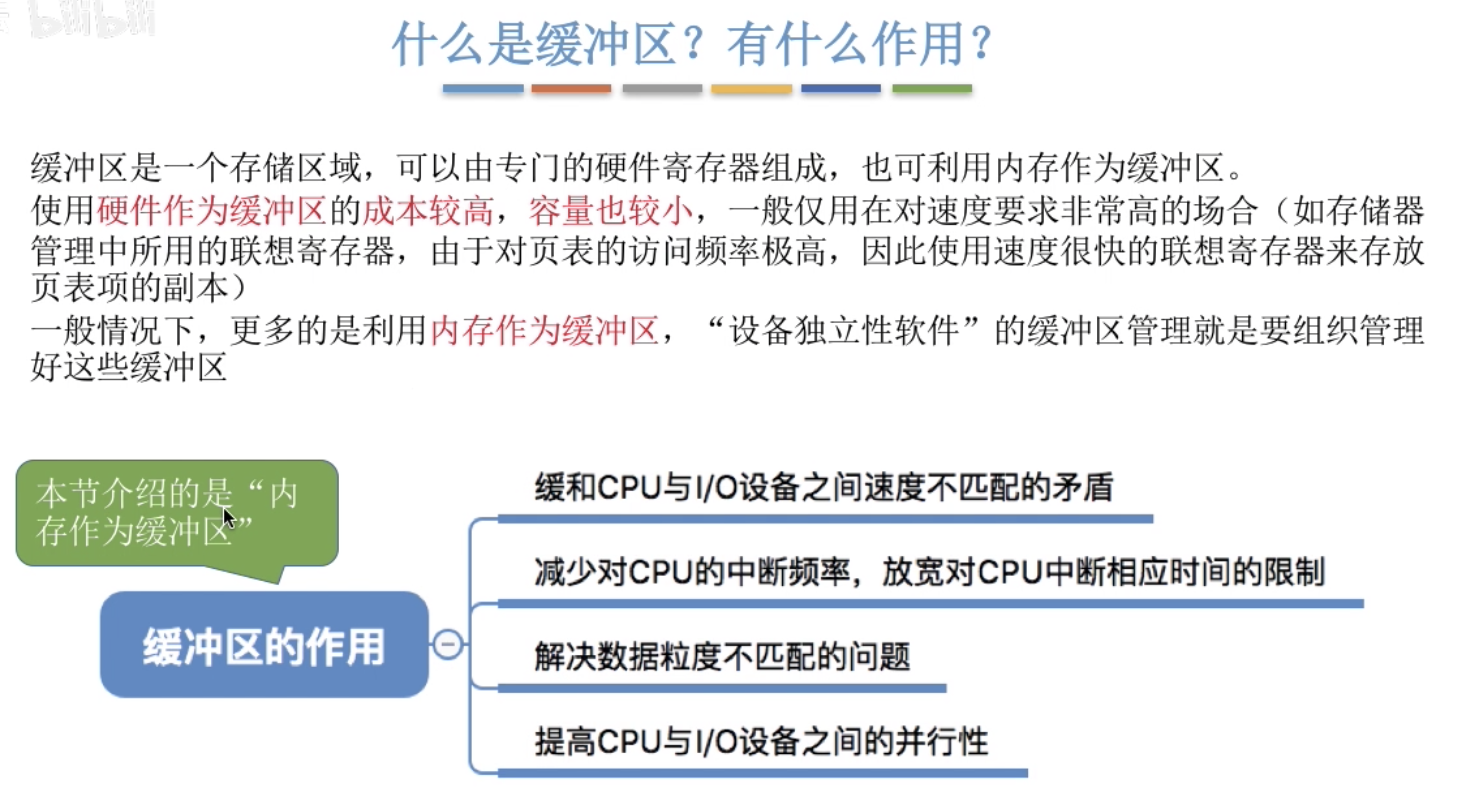 什么是缓冲区？有什么作用？
缓冲区是一个存储区域，可以由专门的硬件寄存器组成，也可利用内存作为缓冲区。
使用硬件作为缓冲区的成本较高，容量也较小，一般仅用在对速度要求非常高的场合（如存储器
管理中所用的联想寄存器，由于对页表的访问频率极高，因此使用速度很快的联想寄存器来存放
页表项的副本）
一般情况下，更多的是利用内存作为缓冲区，“设备独立性软件”的缓冲区管理就是要组织管理
好这些缓冲区
本节介绍的是“内
存作为缓冲区”
缓冲区的作用
缓和CPU与I/O设备之间速度不匹配的矛盾
减少对CPU的中断频率，放宽对CPU中断相应时间的限制
解决数据粒度不匹配的问题
提高CPU与I/O设备之间的并行性